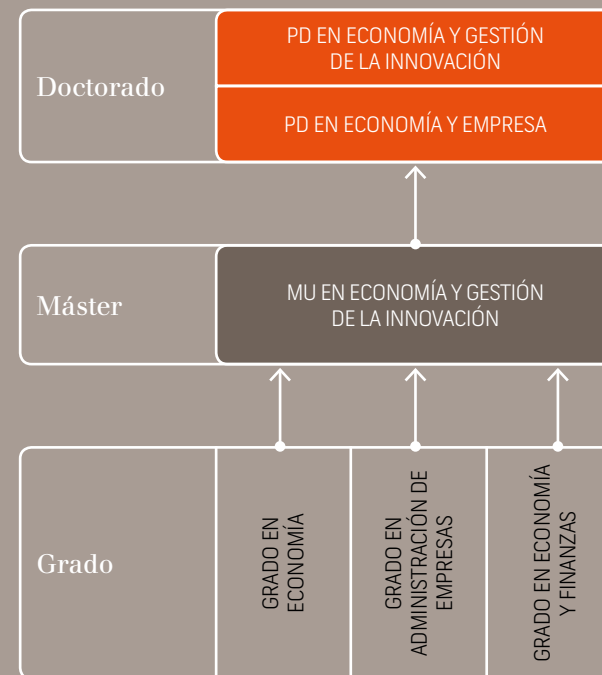 Doctorado
PD EN ECONOMÍA Y GESTIÓN
DE LA INNOVACIÓN
PD EN ECONOMÍA Y EMPRESA
Máster
MU EN ECONOMÍA Y GESTIÓN
DE LA INNOVACIÓN
Grado
GRADO EN
ECONOMÍA
GRADO EN
ADMINISTRACIÓN DE
EMPRESAS
GRADO EN ECONOMÍA
Y FINANZAS